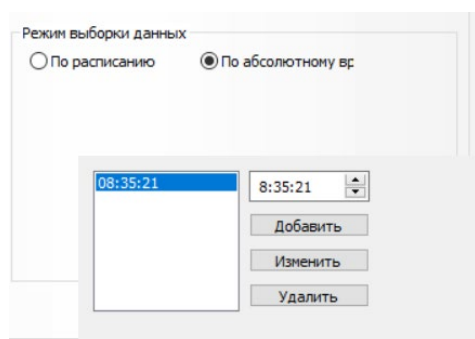 Режим выборки данных
По расписанию По абсолютному вр
08:35:21 8:35:21
Добавить
Изменить
Удалить